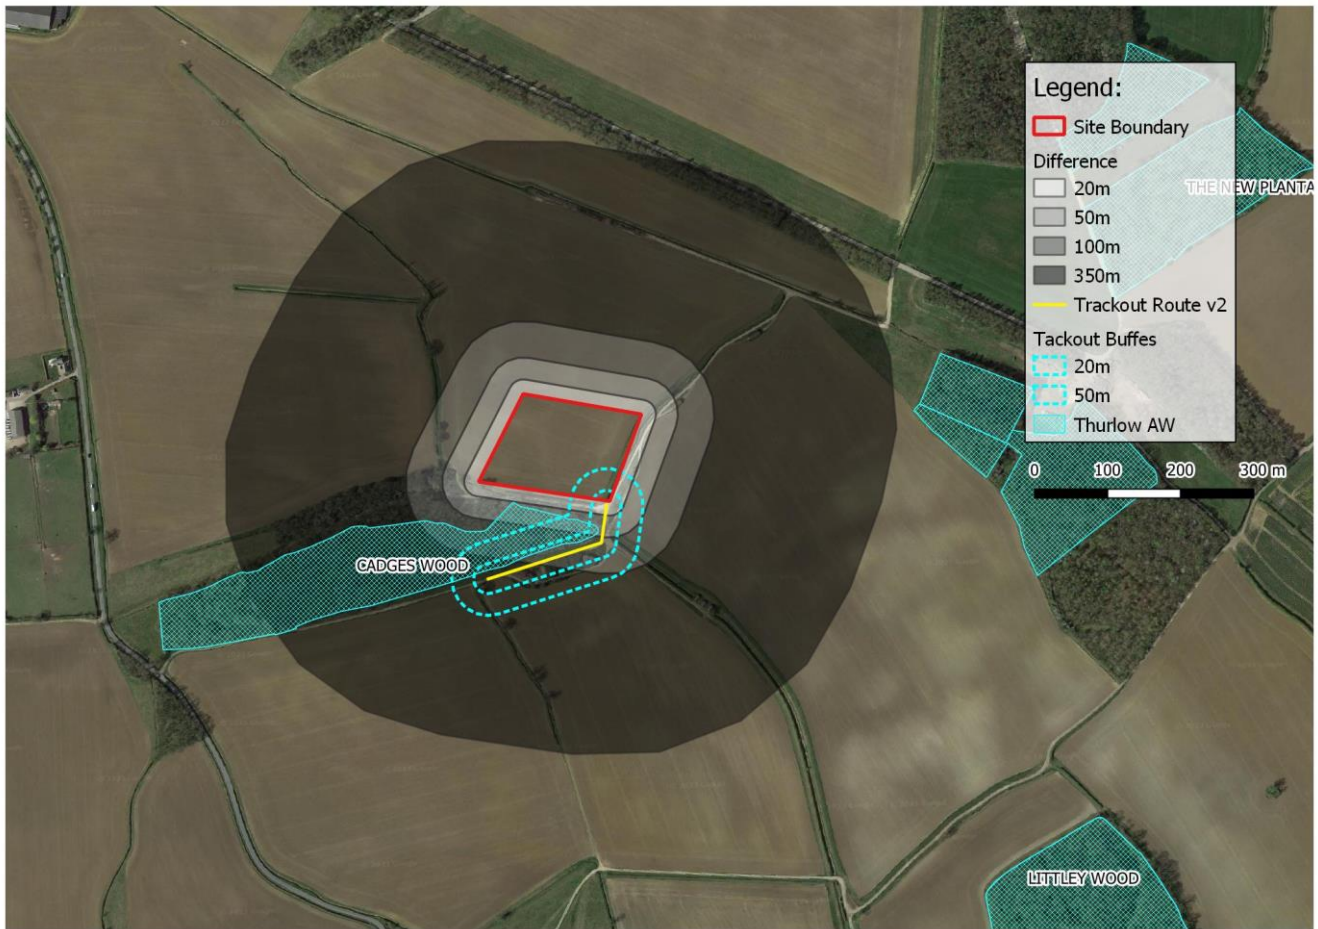 Legend:
Site Boundary
Difference
20m
50m
100m
350m
Trackout Route v2
Tackout Buffes
20m
50m
Thurlow AW
0 100 200 300 m
THE NEW PLANTA
CADGES WOOD
LITTLEY WOOD